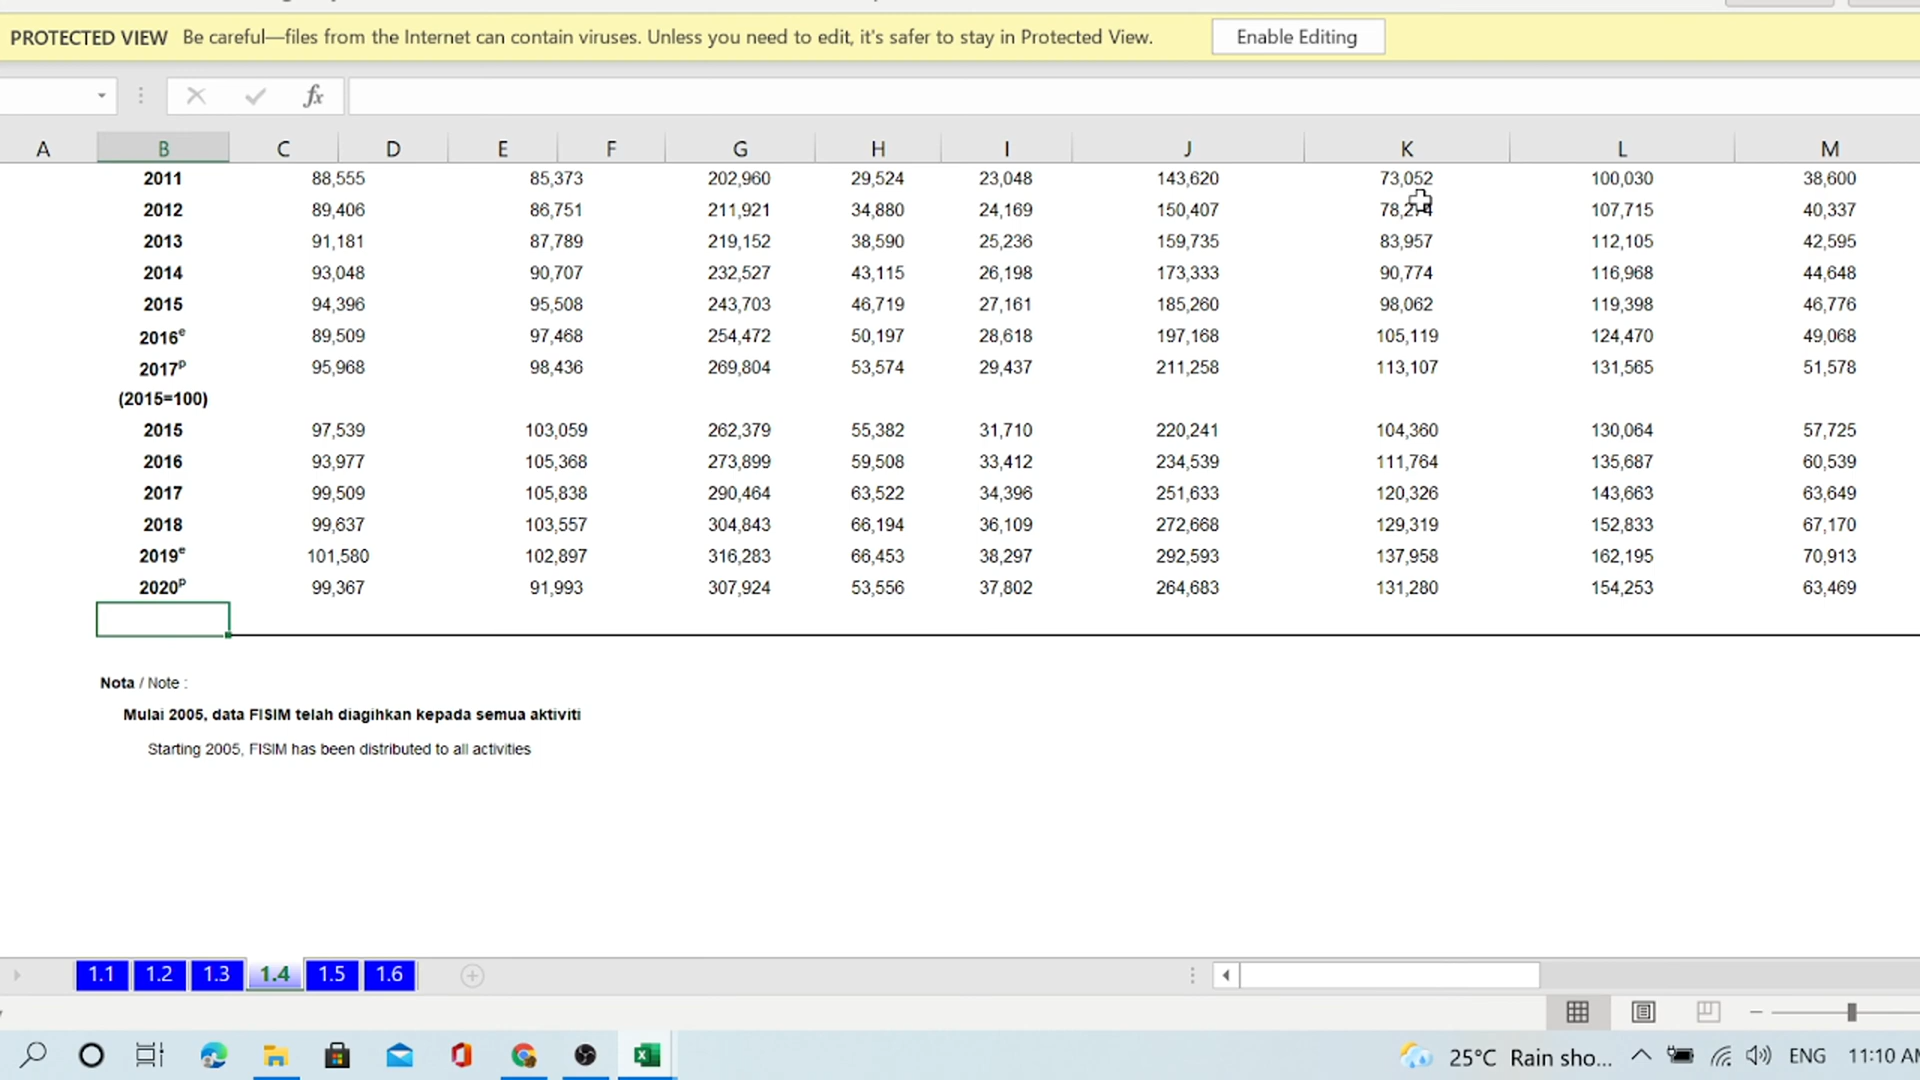 PROTECTED VIEW Be careful—files from the Internet can contain viruses. Unless you need to edit, it's safer to stay in Protected View. Enable Editing
fx
A B C D E F G H I J K L M
2011 88,555 85,373 202,960 29,524 23,048 143,620 73,052 100,030 38,600
2012 89,406 86,751 211,921 34,880 24,169 150,407 107,715 40,337
2013 91,181 87,789 219,152 38,590 25,236 159,735 83,957 112,105 42,595
2014 93,048 90,707 232,527 43,115 26,198 173,333 90,774 116,968 44,648
2015 94,396 95,508 243,703 46,719 27,161 185,260 98,062 119,398 46,776
2016e 89,509 97,468 254,472 50,197 28,618 197,168 105,119 124,470 49,068
2017p 95,968 98,436 269,804 53,574 29,437 211,258 113,107 131,565 51,578
(2015=100)
2015 97,539 103,059 262,379 55,382 31,710 220,241 104,360 130,064 57,725
2016 93,977 105,368 273,899 59,508 33,412 234,539 111,764 135,687 60,539
2017 99,509 105,838 290,464 63,522 34,396 251,633 120,326 143,663 63,649
2018 99,637 103,557 304,843 66,194 36,109 272,668 129,319 152,833 67,170
2019e 101,580 102,897 316,283 66,453 38,297 292,593 137,958 162,195 70,913
2020p 99,367 91,993 307,924 53,556 37,802 264,683 131,280 154,253 63,469
Nota / Note :
Mulai 2005, data FISIM telah diagihkan kepada semua aktiviti
Starting 2005, FISIM has been distributed to all activities
1.1 1.2 1.3 1.4 1.5 1.6
25°C Rain sho... ENG 11:10 AM